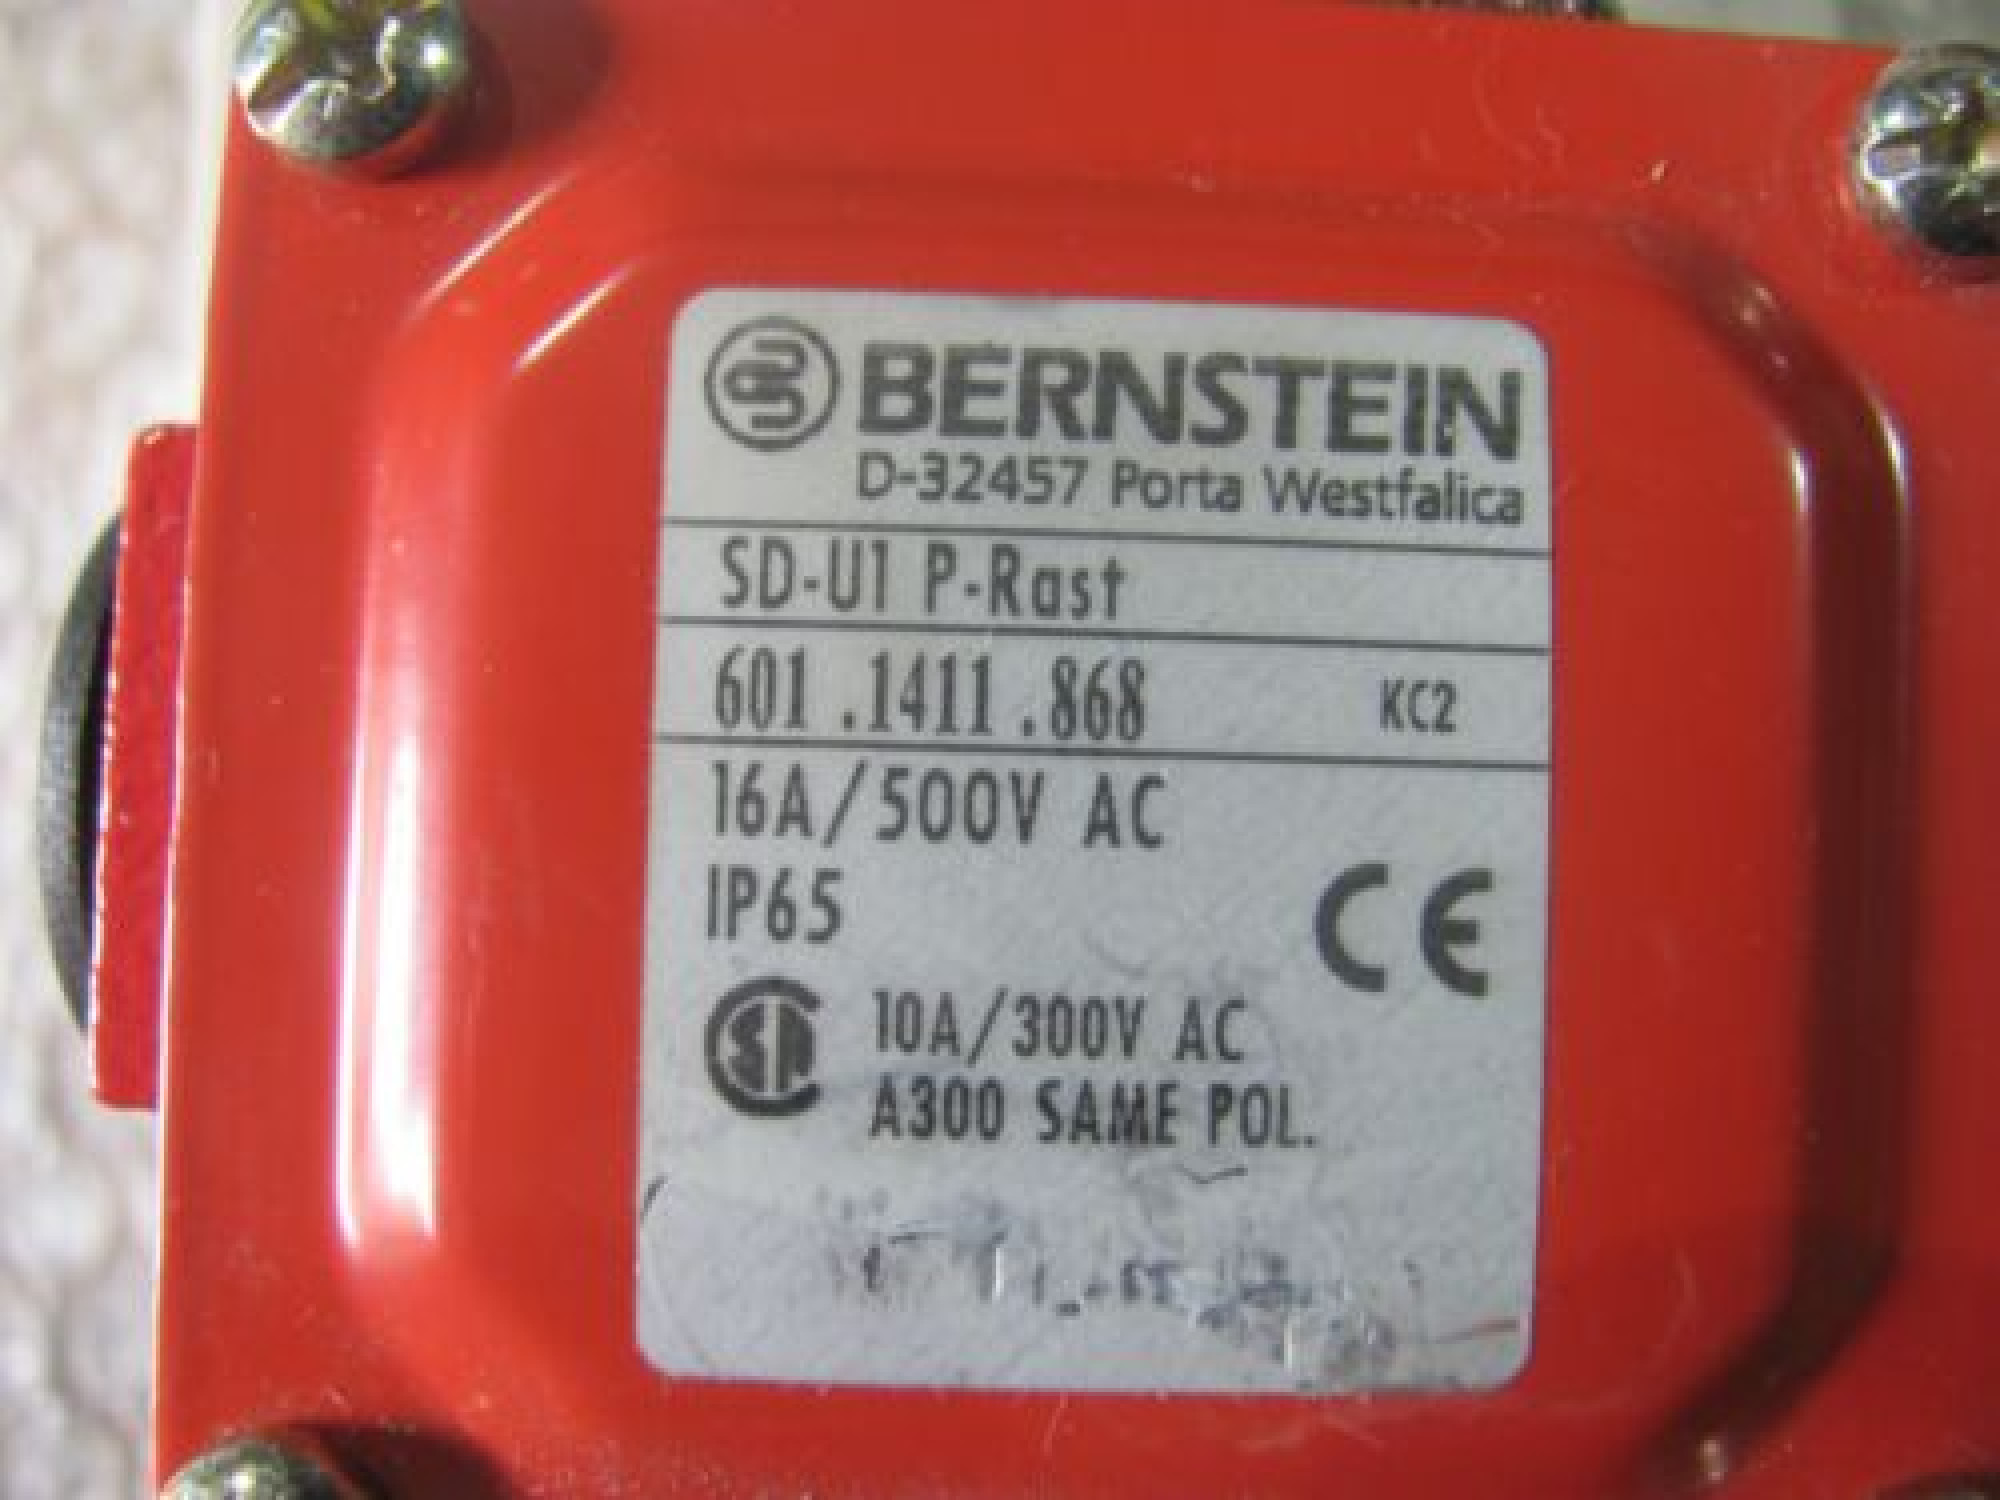 BERNSTEIN
D-32457 Porta Westfalica
SD-U1 P-Rast
601.1411.868 KC2
16A/500V AC
IP65
CE
10A/300V AC
A300 SAME POL.